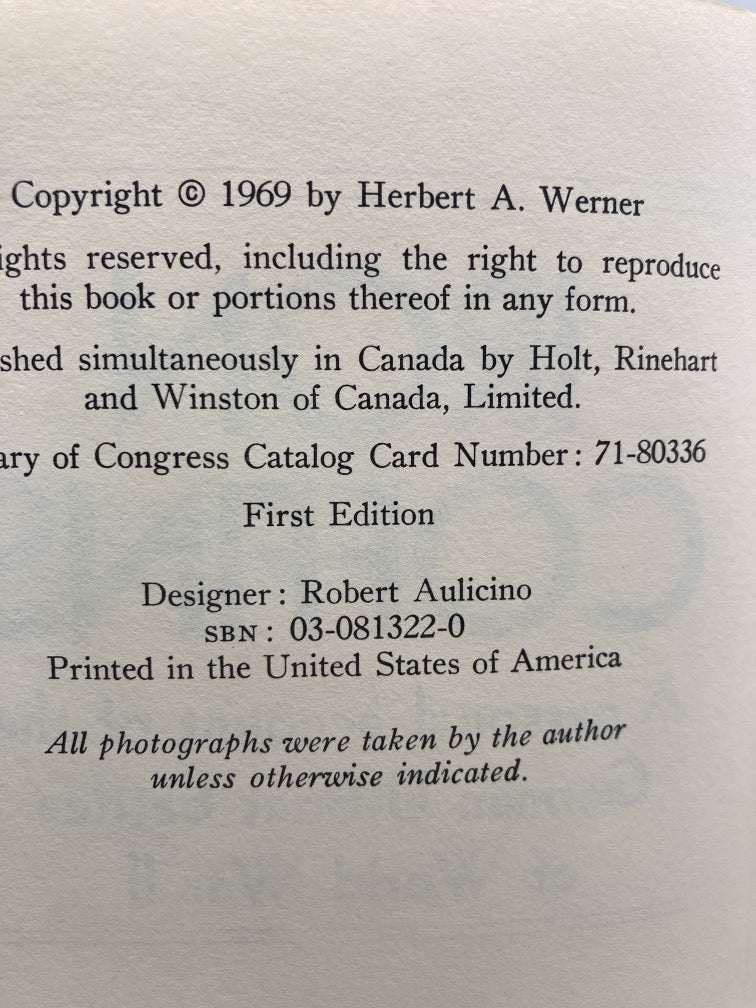 Copyright © 1969 by Herbert A. Werner
ights reserved, including the right to reproduce
this book or portions thereof in any form.
shed simultaneously in Canada by Holt, Rinehart
and Winston of Canada, Limited.
ary of Congress Catalog Card Number: 71-80336
First Edition
Designer: Robert Aulicino
SBN: 03-081322-0
Printed in the United States of America
All photographs were taken by the author
unless otherwise indicated.